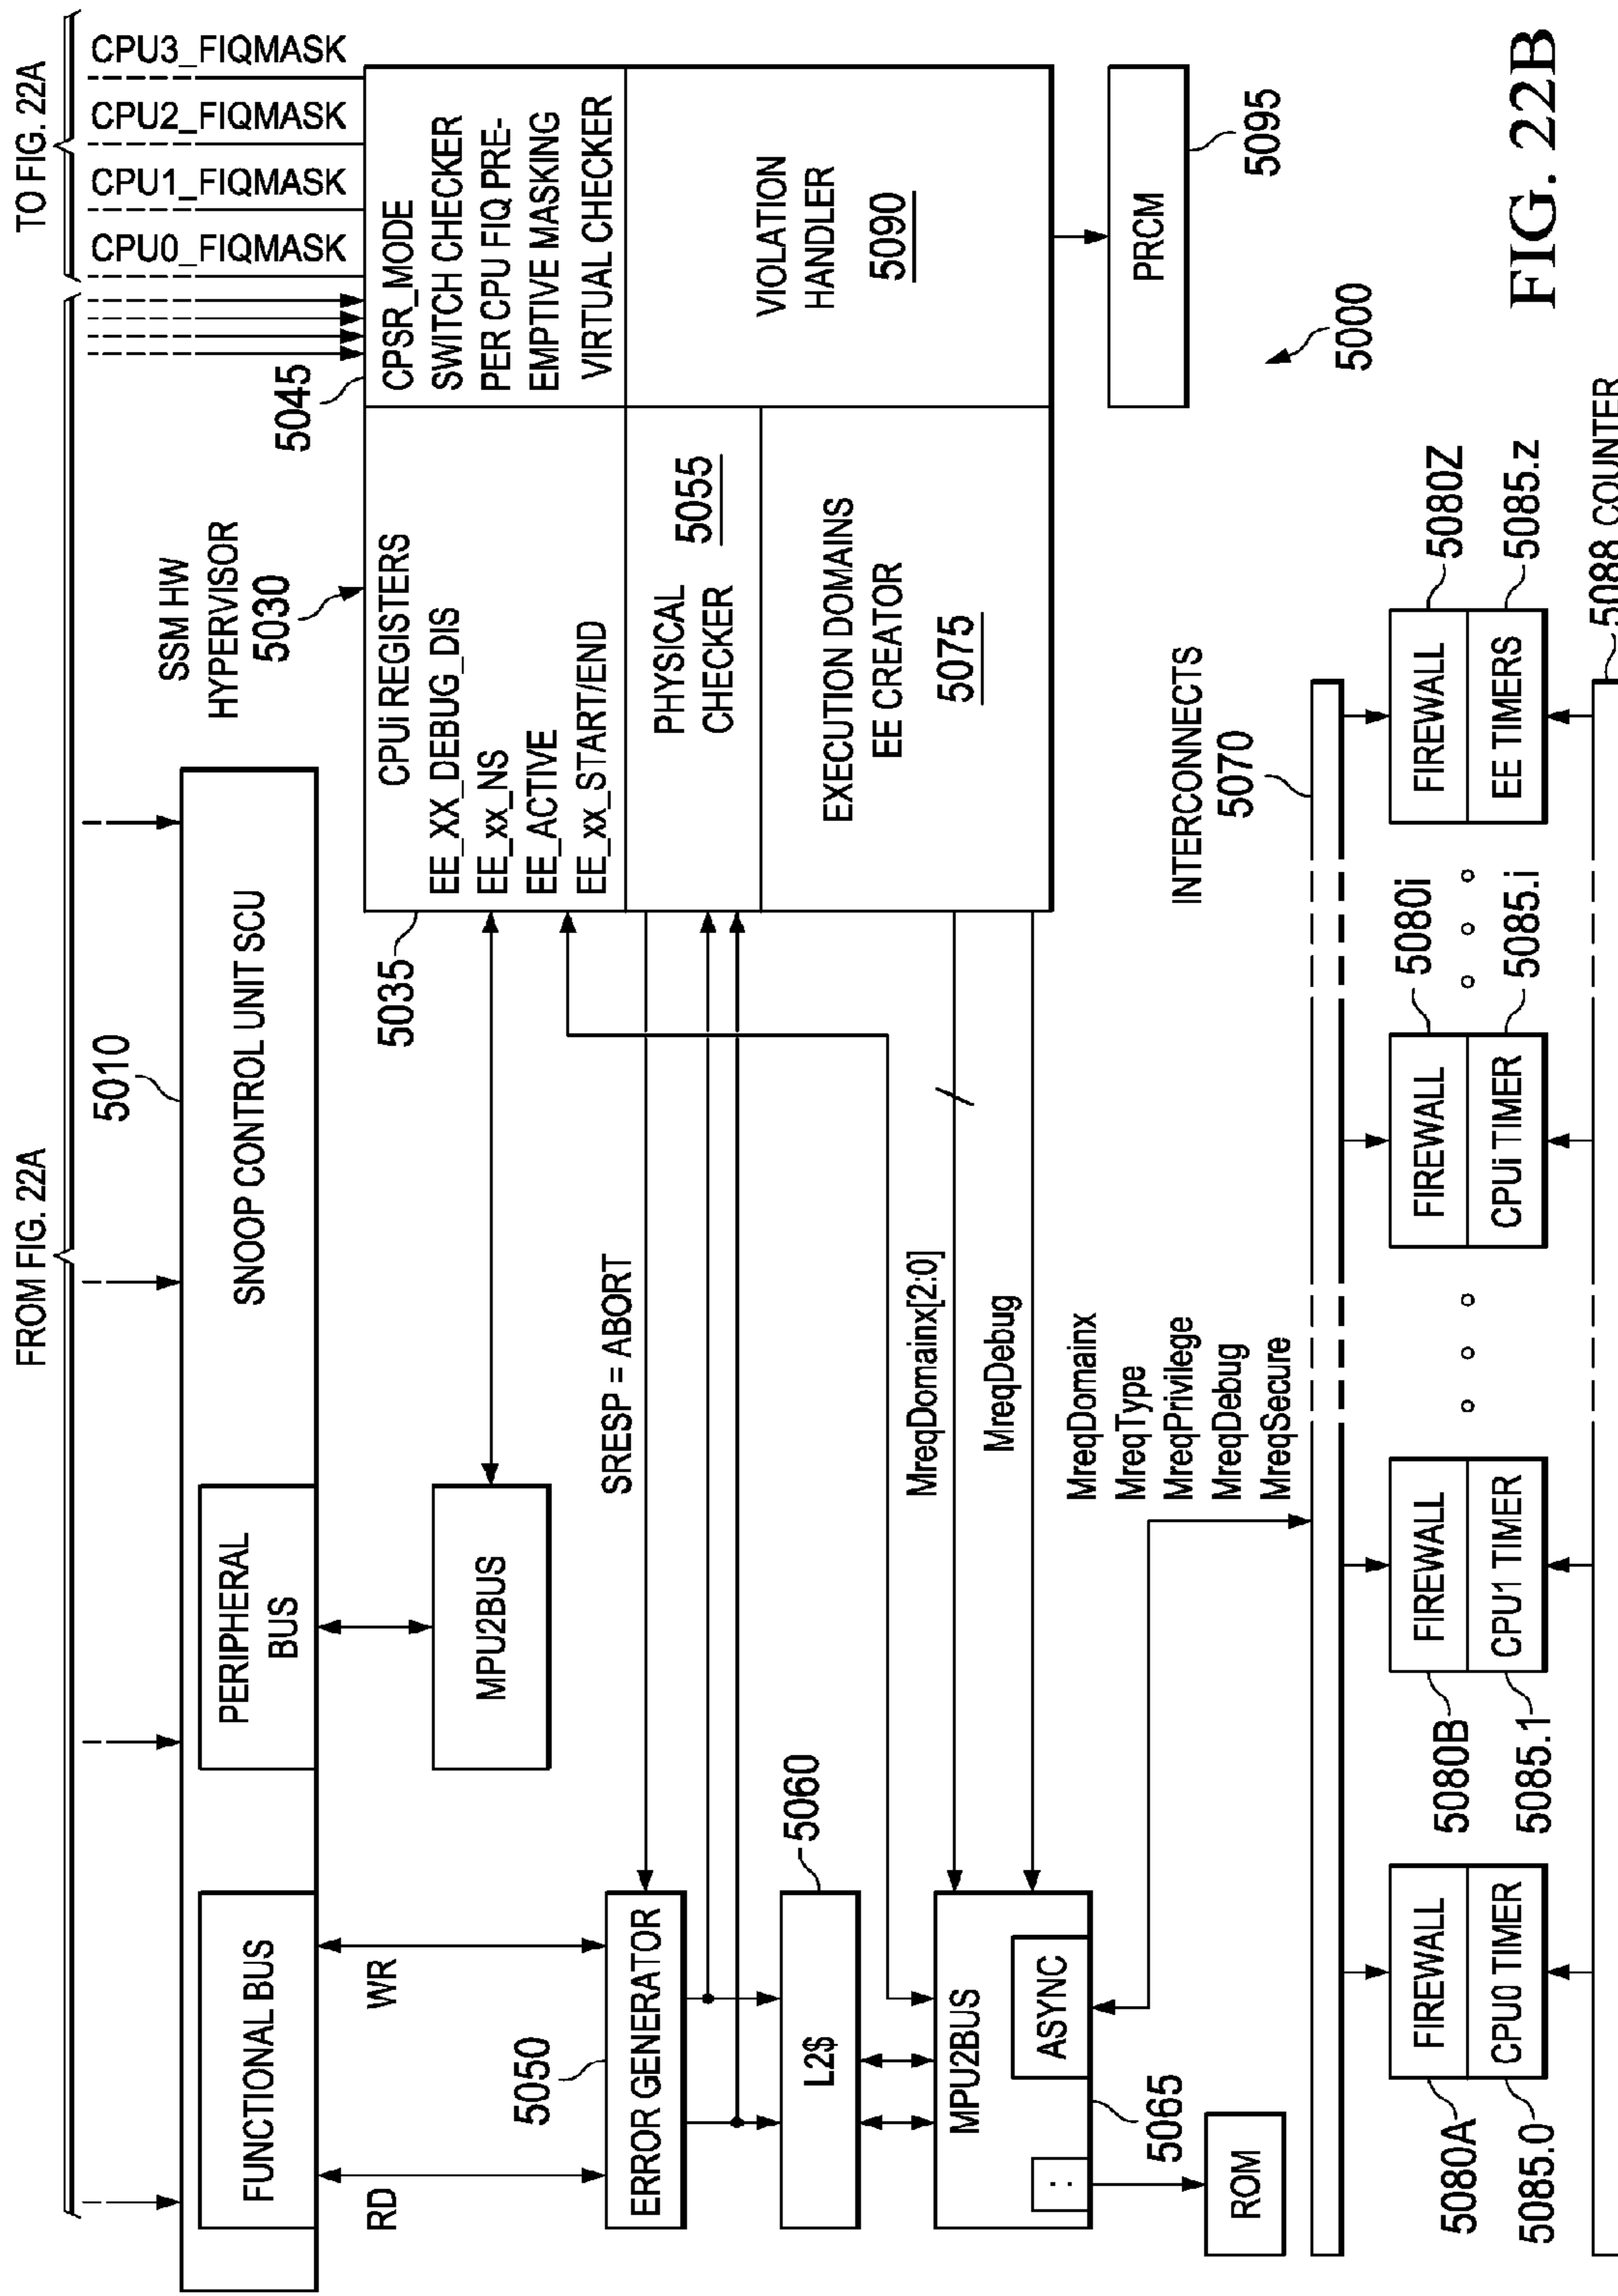 FROM FIG. 22A
TO FIG. 22A
CPU0_FIQMASK
CPU1_FIQMASK
CPU2_FIQMASK
CPU3_FIQMASK
5010
SNOOP CONTROL UNIT SCU
FUNCTIONAL BUS
PERIPHERAL
BUS
RD
WR
MPU2BUS
SSM HW
HYPERVISOR
5030
5045
5035
CPUi REGISTERS
EE_XX_DEBUG_DIS
EE_xx_NS
EE_ACTIVE
EE_xx_START/END
CPSR_MODE
SWITCH CHECKER
PER CPU FIQ PRE-
EMPTIVE MASKING
VIRTUAL CHECKER
PHYSICAL
CHECKER
5055
VIOLATION
HANDLER
5090
EXECUTION DOMAINS
EE CREATOR
5075
SRESP = ABORT
5050
ERROR GENERATOR
5060
L2$
MreqDomainx[2:0]
MreqDebug
MPU2BUS
ASYNC
:
5065
ROM
MreqDomainx
MreqType
MreqPrivilege
MreqDebug
MreqSecure
PRCM
5095
INTERCONNECTS
5070
5000
5080A
FIREWALL
CPU0 TIMER
5085.0
5080B
FIREWALL
CPU1 TIMER
5085.1
FIREWALL
CPUi TIMER
5080i
5085.i
FIREWALL
EE TIMERS
5080Z
5085.z
5088 COUNTER
FIG. 22B